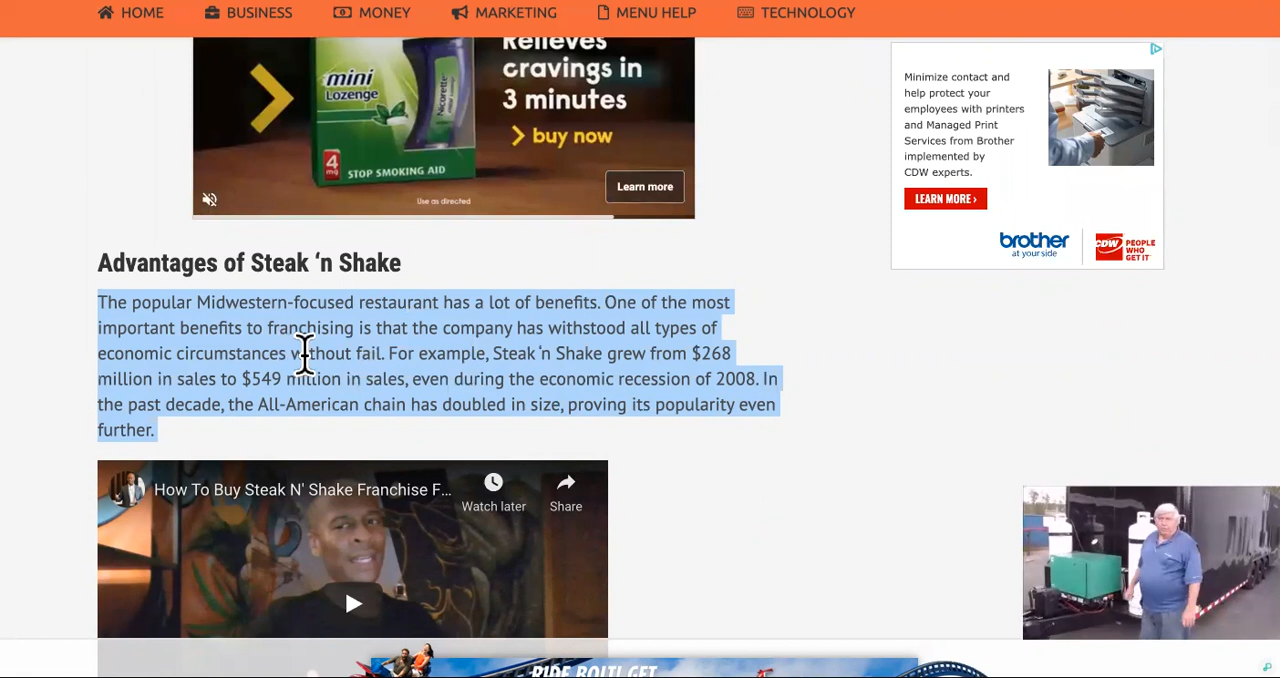 HOME BUSINESS MONEY MARKETING MENU HELP TECHNOLOGY
Relieves
cravings in
3 minutes
buy now
mini
Lozenge
Nicorette
4
mg
STOP SMOKING AID
Use as directed
Learn more
Minimize contact and
help protect your
employees with printers
and Managed Print
Services from Brother
implemented by
CDW experts.
LEARN MORE ›
brother
at your side
CDW
PEOPLE
WHO
GET IT
Advantages of Steak ‘n Shake
The popular Midwestern-focused restaurant has a lot of benefits. One of the most
important benefits to franchising is that the company has withstood all types of
economic circumstances without fail. For example, Steak ‘n Shake grew from $268
million in sales to $549 million in sales, even during the economic recession of 2008. In
the past decade, the All-American chain has doubled in size, proving its popularity even
further.
How To Buy Steak N' Shake Franchise F...
Watch later
Share
RIDE BOLT! GET